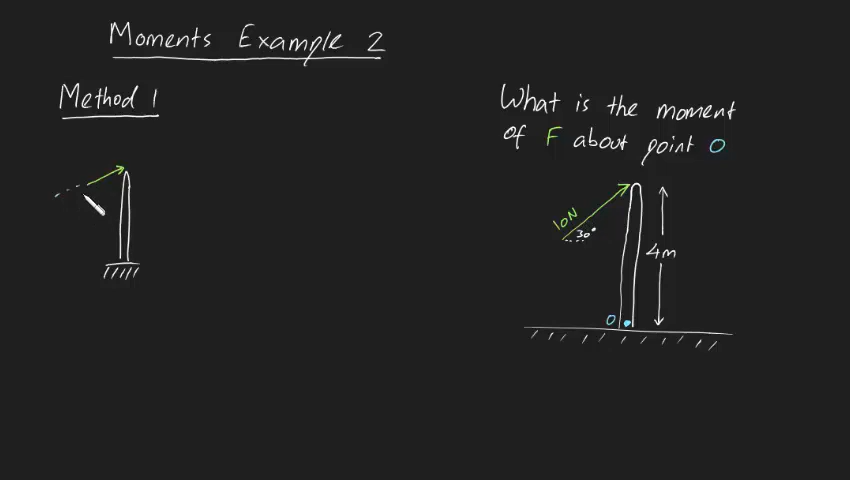 Moments Example 2
Method 1
What is the moment
of F about point O
10N
30°
4m
O